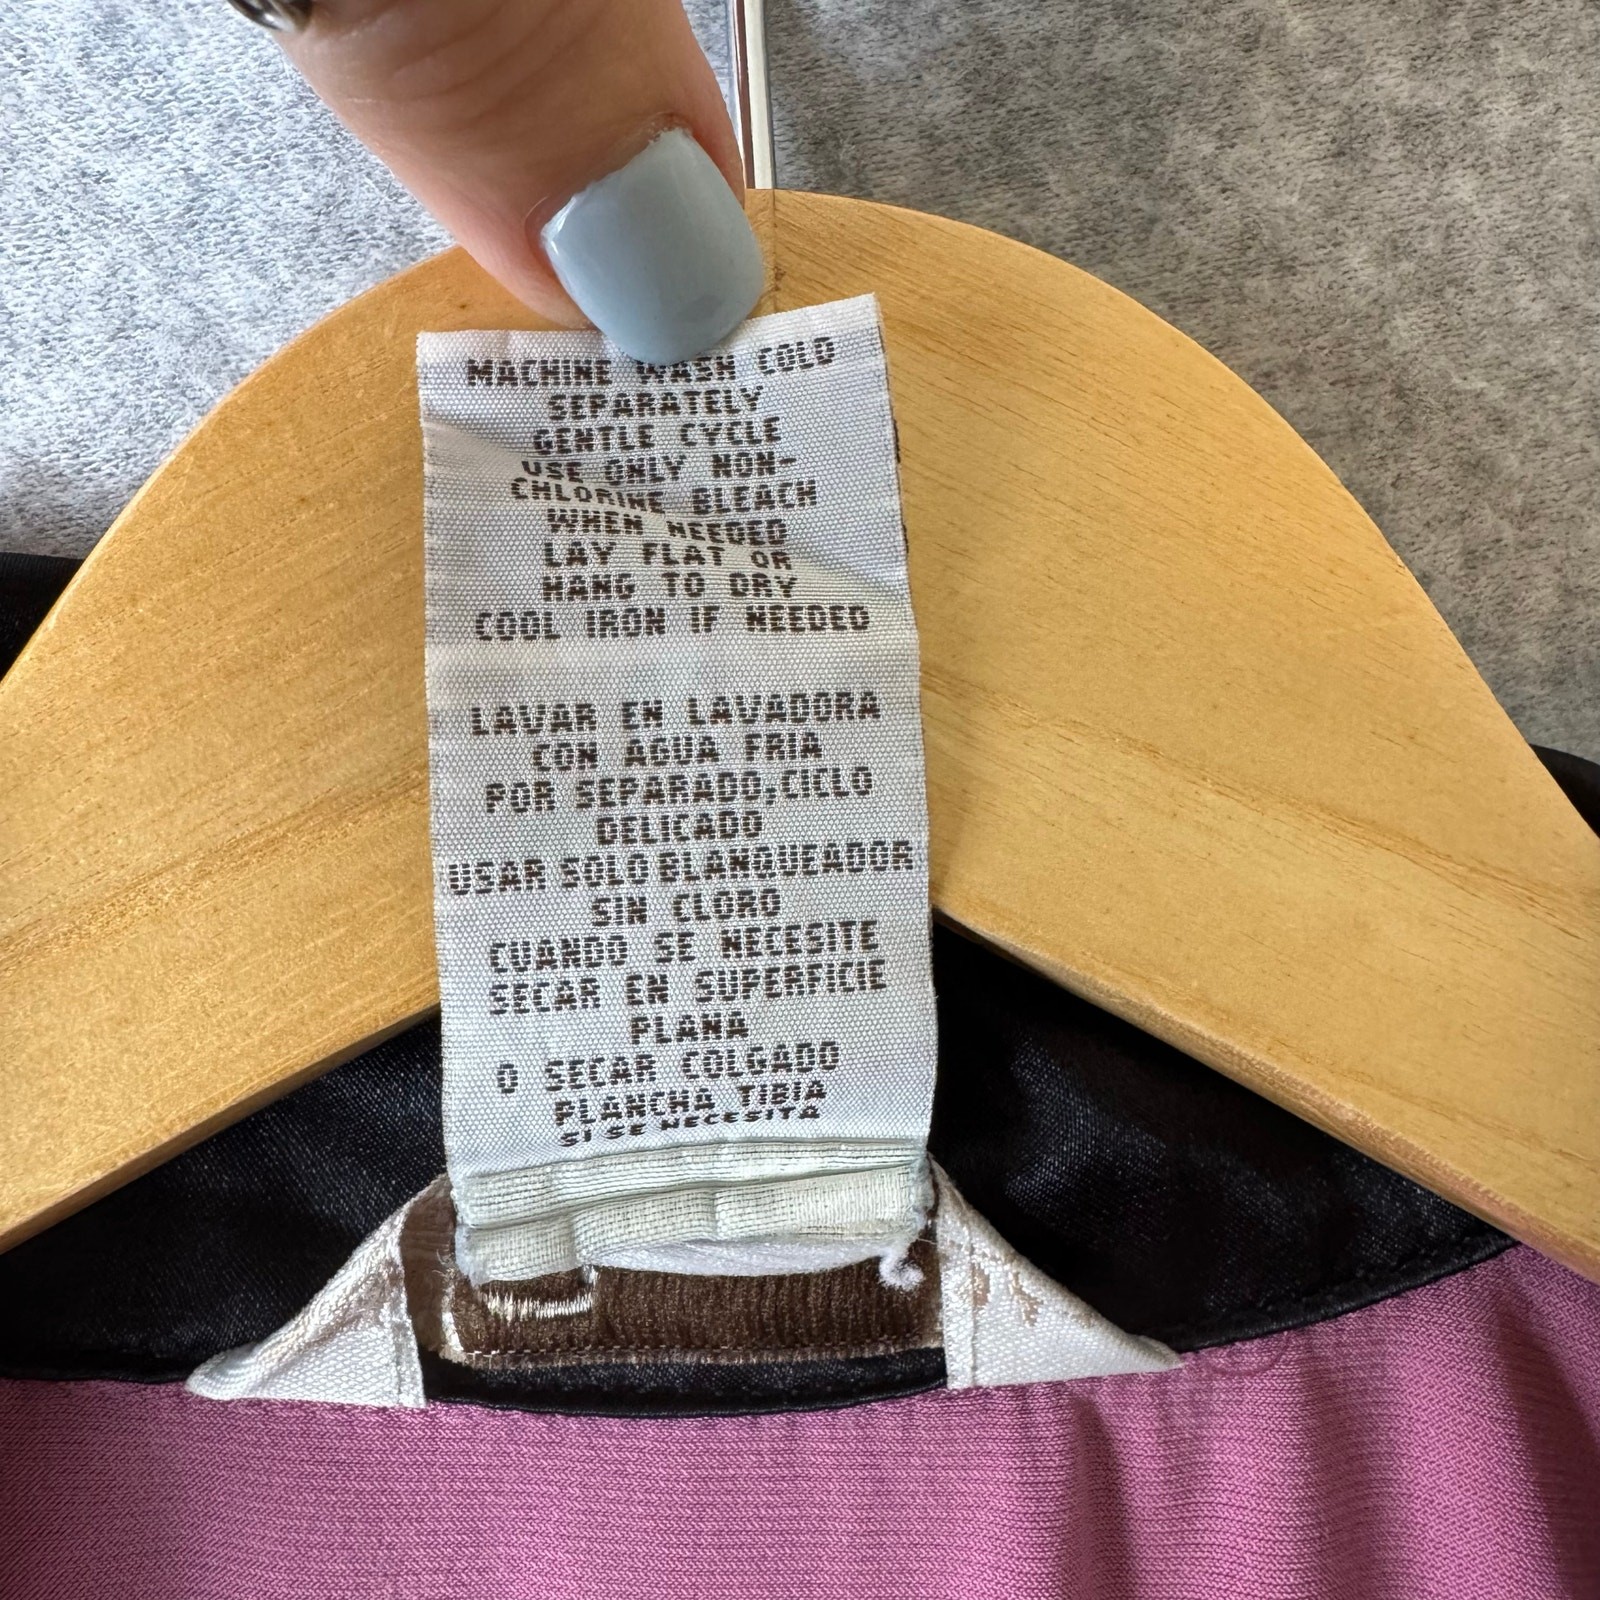 MACHINE WASH COLD
SEPARATELY
GENTLE CYCLE
USE ONLY NON-
CHLORINE BLEACH
WHEN NEEDED
LAY FLAT OR
HANG TO DRY
COOL IRON IF NEEDED
LAVAR EN LAVADORA
CON AGUA FRIA
POR SEPARADO,CICLO
DELICADO
USAR SOLO BLANQUEADOR
SIN CLORO
CUANDO SE NECESITE
SECAR EN SUPERFICIE
PLANA
O SECAR COLGADO
PLANCHA TIBIA
SI SE NECESITA